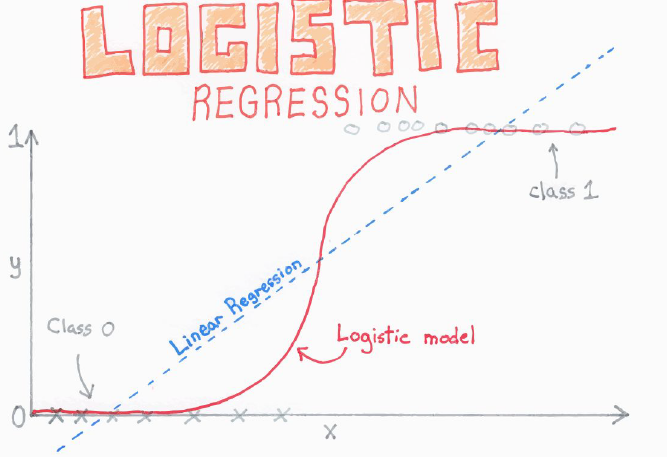 LOGISTIC
REGRESSION
1
class 1
y
Linear Regression
Class 0
Logistic model
0
x